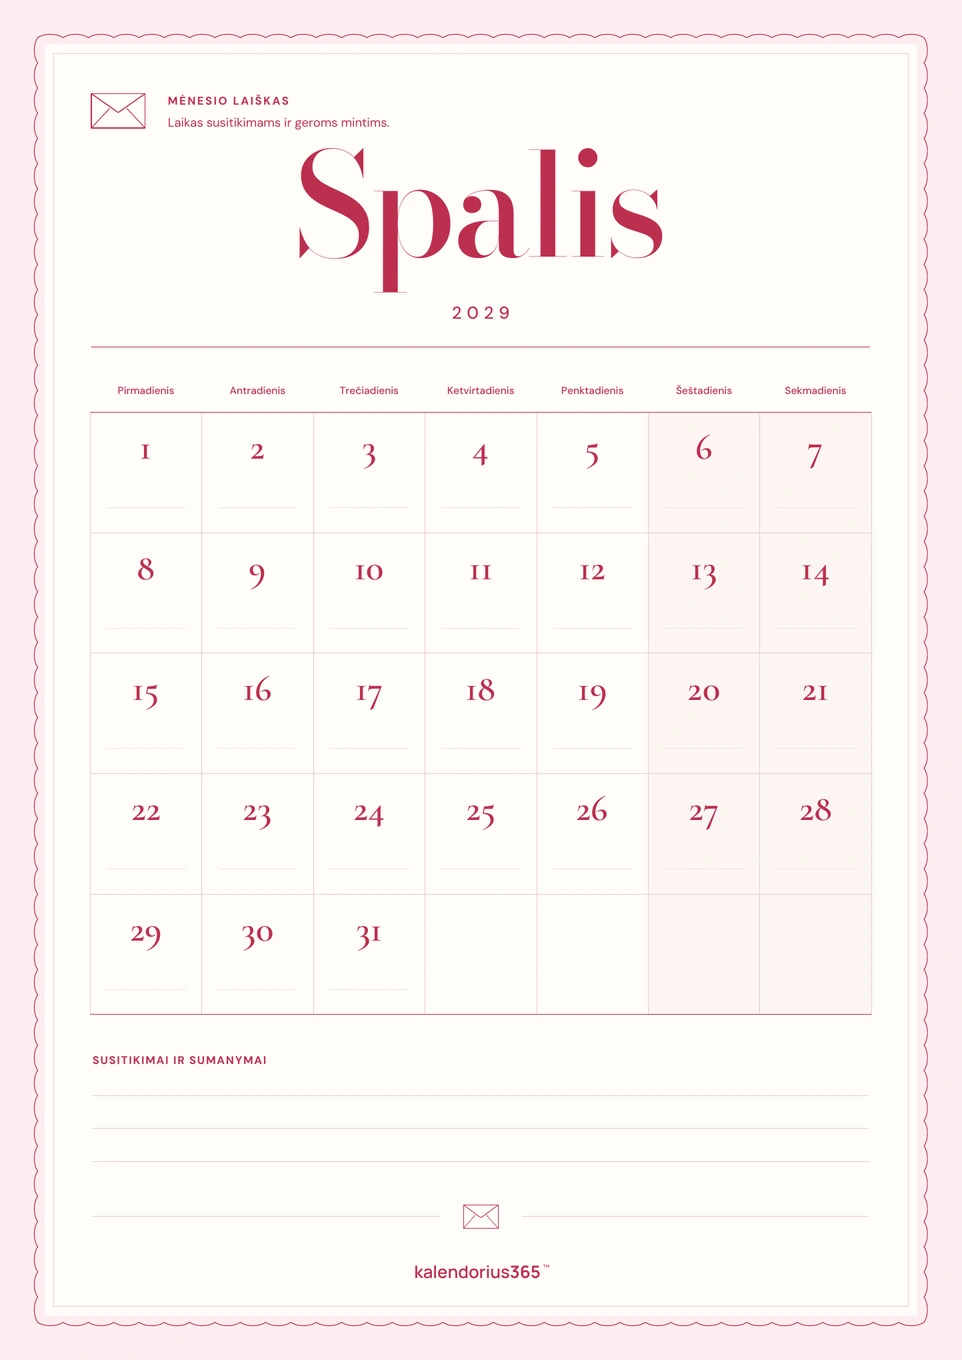 MĖNESIO LAIŠKAS
Laikas susitikimams ir geroms mintims.
Spalis
2029
Pirmadienis Antradienis Trečiadienis Ketvirtadienis Penktadienis Šeštadienis Sekmadienis
1 2 3 4 5 6 7
8 9 10 11 12 13 14
15 16 17 18 19 20 21
22 23 24 25 26 27 28
29 30 31
SUSITIKIMAI IR SUMANYMAI
kalendorius365™